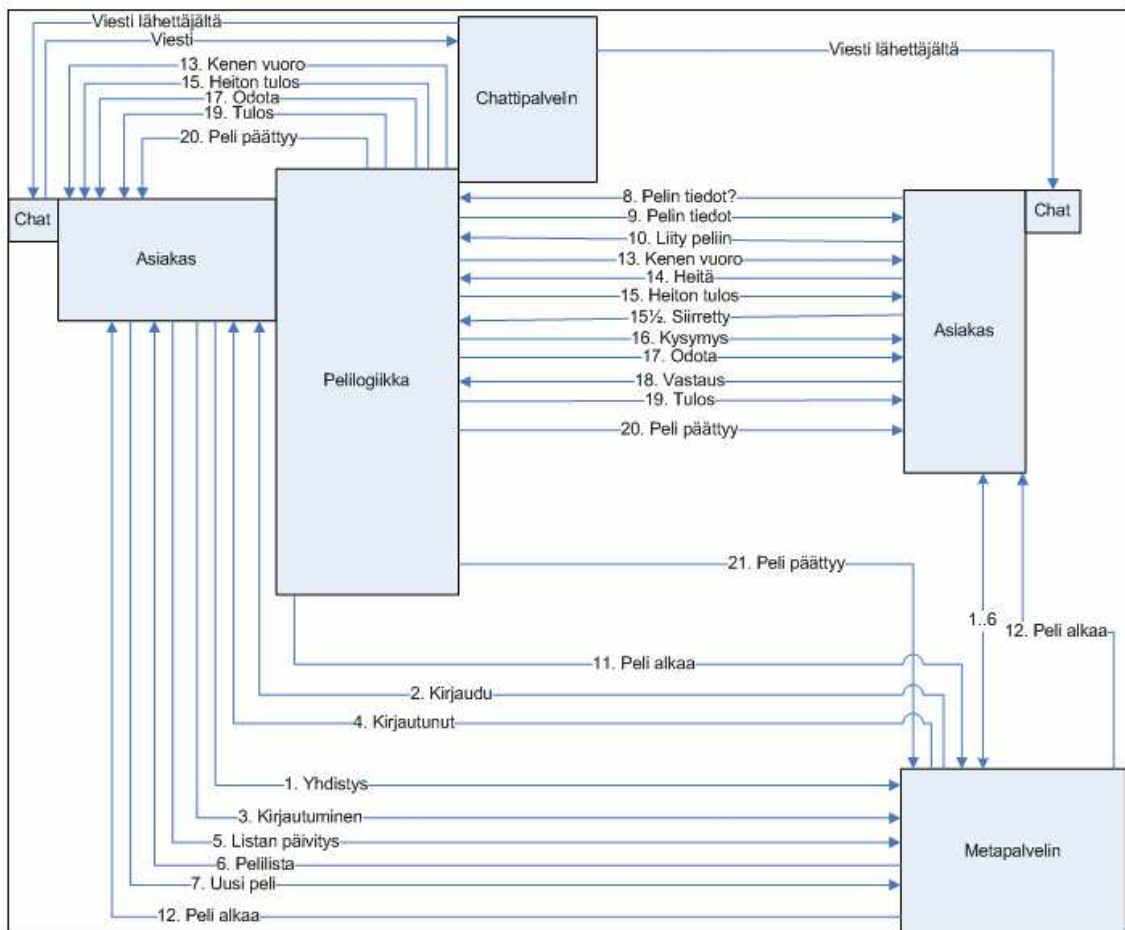 Viesti lähettäjältä
Viesti
Viesti lähettäjältä
13. Kenen vuoro
15. Heiton tulos
17. Odota
19. Tulos
20. Peli päättyy
Chattipalvelin
Chat
Asiakas
Pelilogiikka
8. Pelin tiedot?
9. Pelin tiedot
10. Liity peliin
13. Kenen vuoro
14. Heitä
15. Heiton tulos
15½. Siirretty
16. Kysymys
17. Odota
18. Vastaus
19. Tulos
20. Peli päättyy
Chat
Asiakas
21. Peli päättyy
1..6
12. Peli alkaa
11. Peli alkaa
2. Kirjaudu
4. Kirjautunut
1. Yhdistys
3. Kirjautuminen
5. Listan päivitys
6. Pelilista
7. Uusi peli
12. Peli alkaa
Metapalvelin